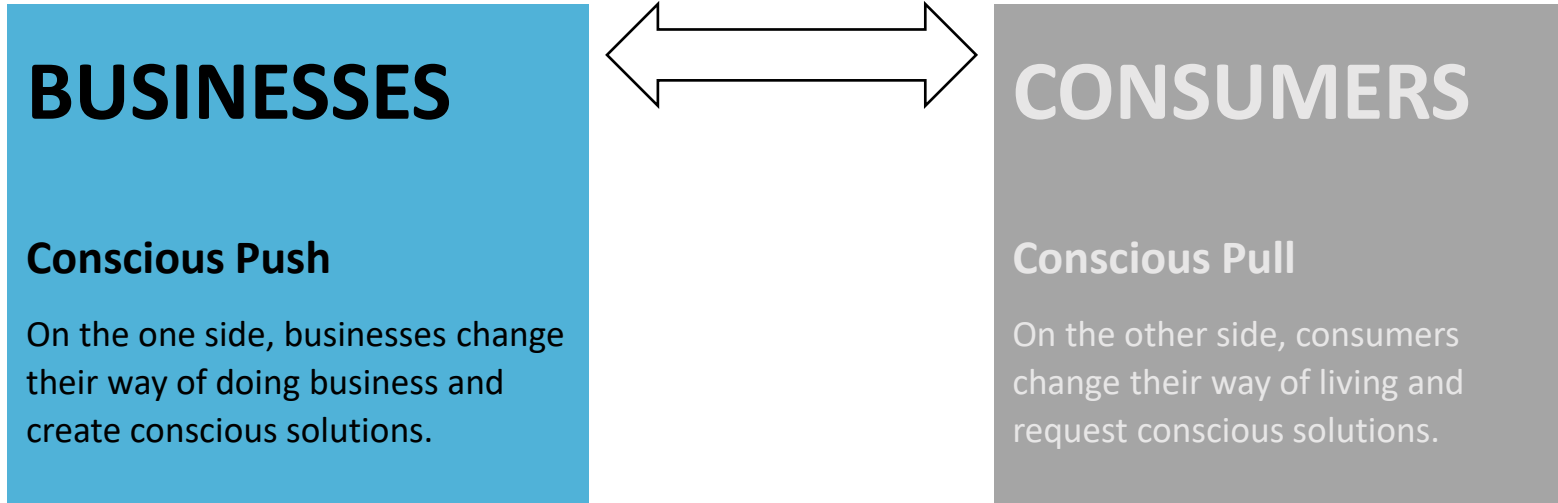 BUSINESSES
Conscious Push
On the one side, businesses change
their way of doing business and
create conscious solutions.
CONSUMERS
Conscious Pull
On the other side, consumers
change their way of living and
request conscious solutions.